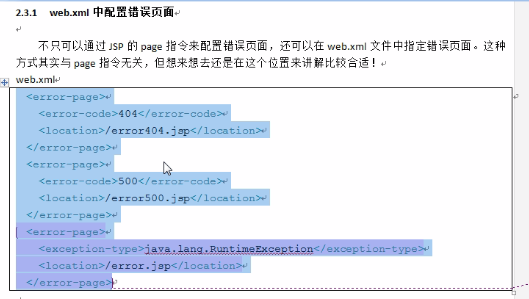 2.3.1 web.xml 中配置错误页面
不只可以通过 JSP 的 page 指令来配置错误页面，还可以在 web.xml 文件中指定错误页面。这种
方式其实与 page 指令无关，但想来想去还是在这个位置来讲解比较合适！
web.xml
<error-page>
<error-code>404</error-code>
<location>/error404.jsp</location>
</error-page>
<error-page>
<error-code>500</error-code>
<location>/error500.jsp</location>
</error-page>
<error-page>
<exception-type>java.lang.RuntimeException</exception-type>
<location>/error.jsp</location>
</error-page>